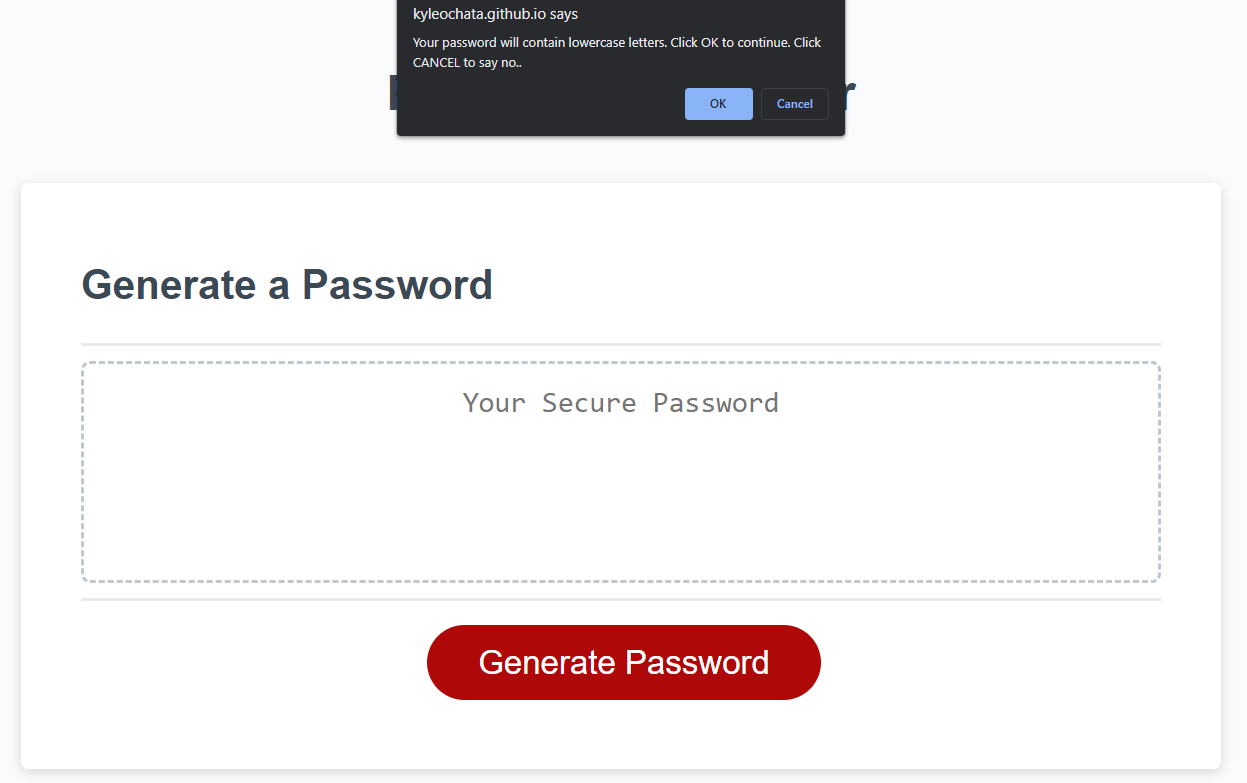 kyleochata.github.io says
Your password will contain lowercase letters. Click OK to continue. Click
CANCEL to say no..
OK Cancel
Generate a Password
Your Secure Password
Generate Password